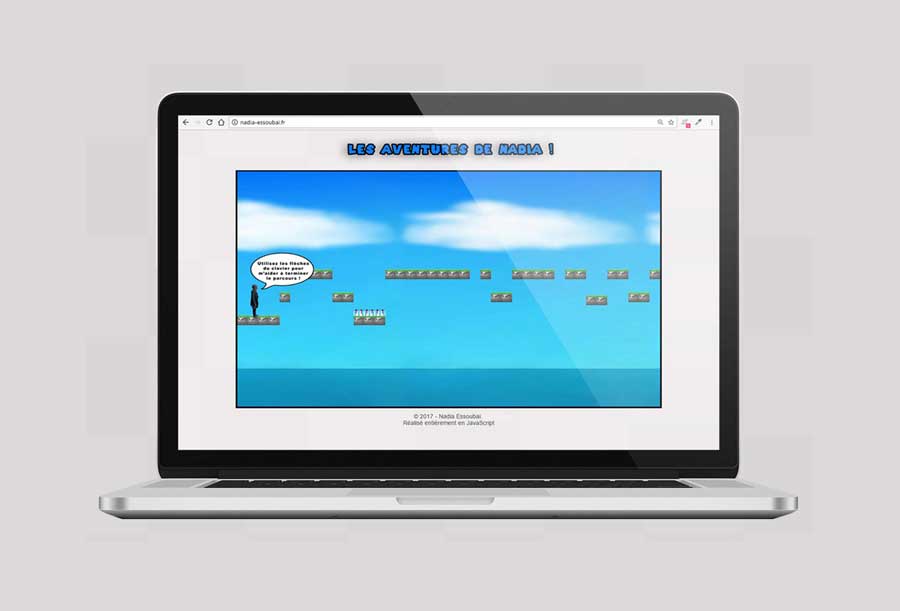 nadia-essoubai.fr
LES AVENTURES DE NADIA !
Utilisez les flèches
du clavier pour
m'aider à terminer
le parcours !
© 2017 - Nadia Essoubai.
Réalisé entièrement en JavaScript